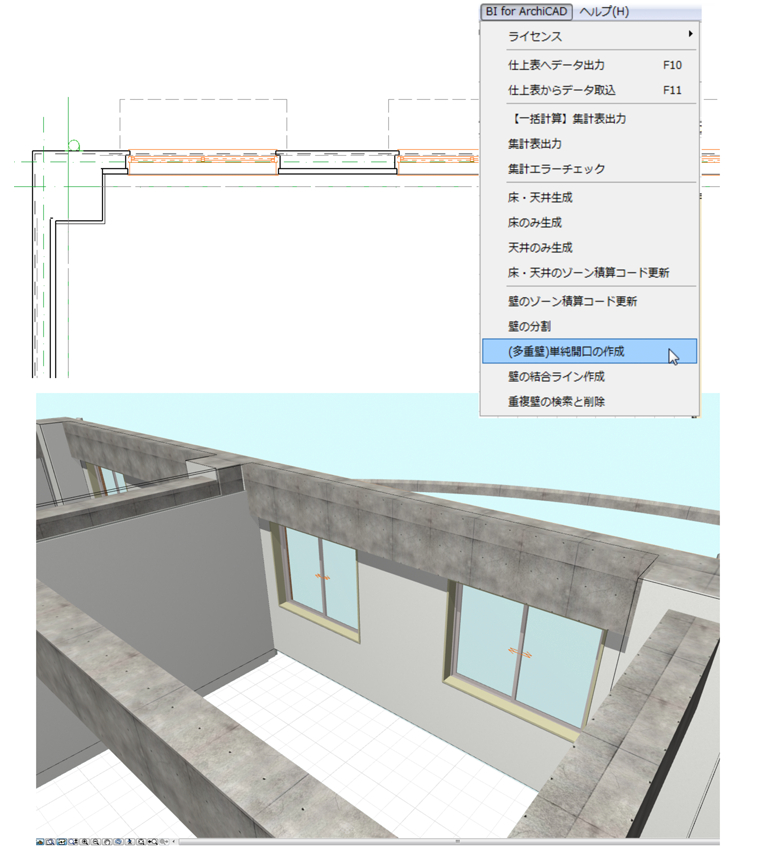 BI for ArchiCAD ヘルプ(H)
ライセンス
仕上表へデータ出力 F10
仕上表からデータ取込 F11
【一括計算】集計表出力
集計表出力
集計エラーチェック
床・天井生成
床のみ生成
天井のみ生成
床・天井のゾーン積算コード更新
壁のゾーン積算コード更新
壁の分割
(多重壁)単純開口の作成
壁の結合ライン作成
重複壁の検索と削除